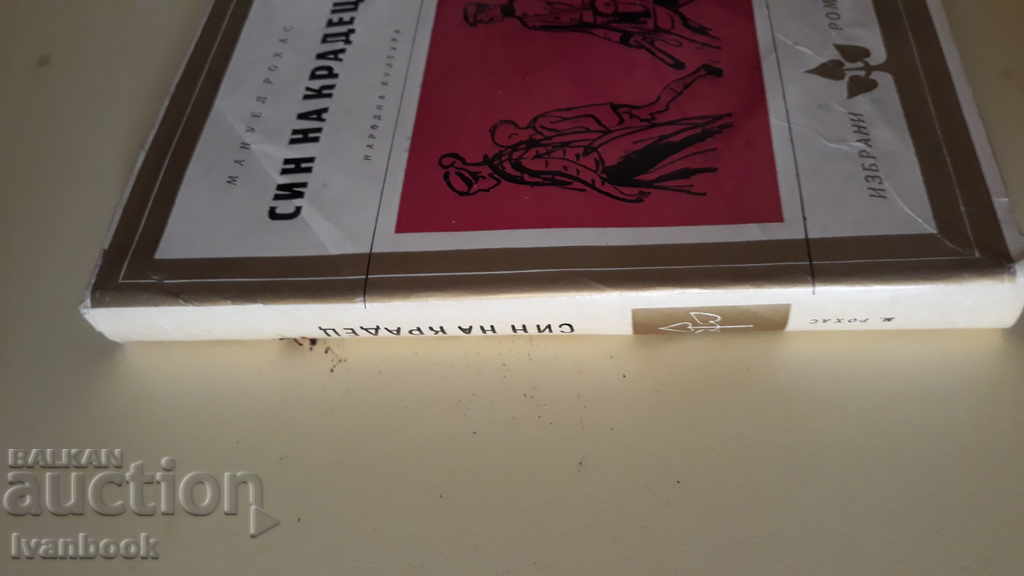 МАНУЕЛ РОХАС
СИН НА КРАДЕЦ
НАРОДНА КУЛТУРА
ИЗБРАНИ РОМ
СИН НА КРАДЕЦ
М. РОХАС
BALKAN
auction
Ivanbook